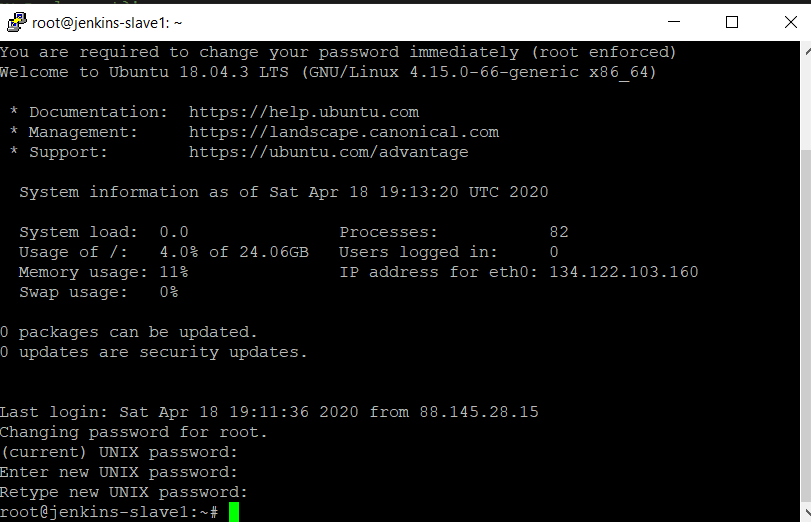 root@jenkins-slave1: ~
You are required to change your password immediately (root enforced)
Welcome to Ubuntu 18.04.3 LTS (GNU/Linux 4.15.0-66-generic x86_64)
* Documentation:  https://help.ubuntu.com
* Management:     https://landscape.canonical.com
* Support:        https://ubuntu.com/advantage
System information as of Sat Apr 18 19:13:20 UTC 2020
System load:  0.0               Processes:           82
Usage of /:   4.0% of 24.06GB   Users logged in:     0
Memory usage: 11%               IP address for eth0: 134.122.103.160
Swap usage:   0%
0 packages can be updated.
0 updates are security updates.
Last login: Sat Apr 18 19:11:36 2020 from 88.145.28.15
Changing password for root.
(current) UNIX password:
Enter new UNIX password:
Retype new UNIX password:
root@jenkins-slave1:~#